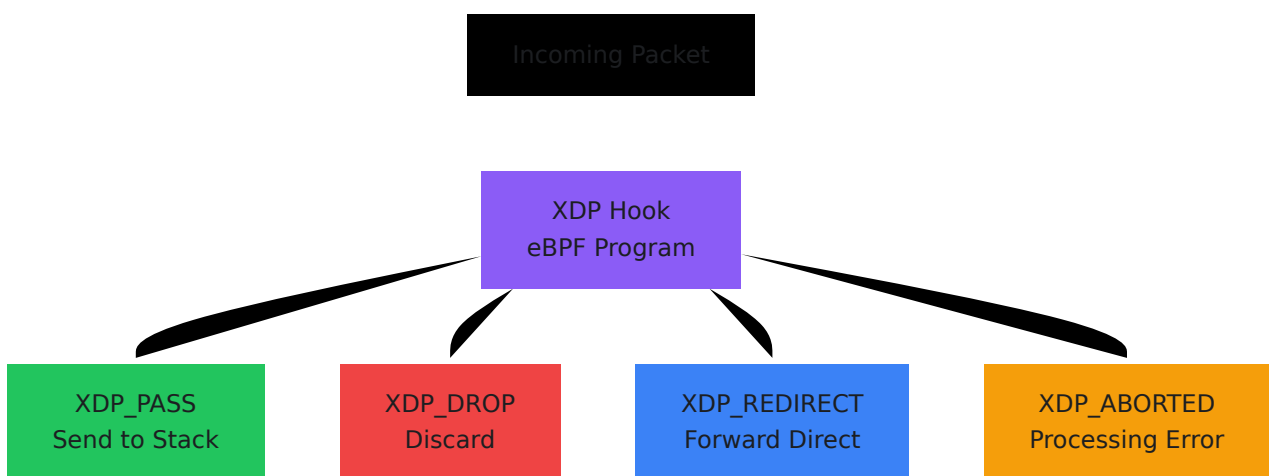 Incoming Packet
XDP Hook
eBPF Program
XDP_PASS
Send to Stack
XDP_DROP
Discard
XDP_REDIRECT
Forward Direct
XDP_ABORTED
Processing Error